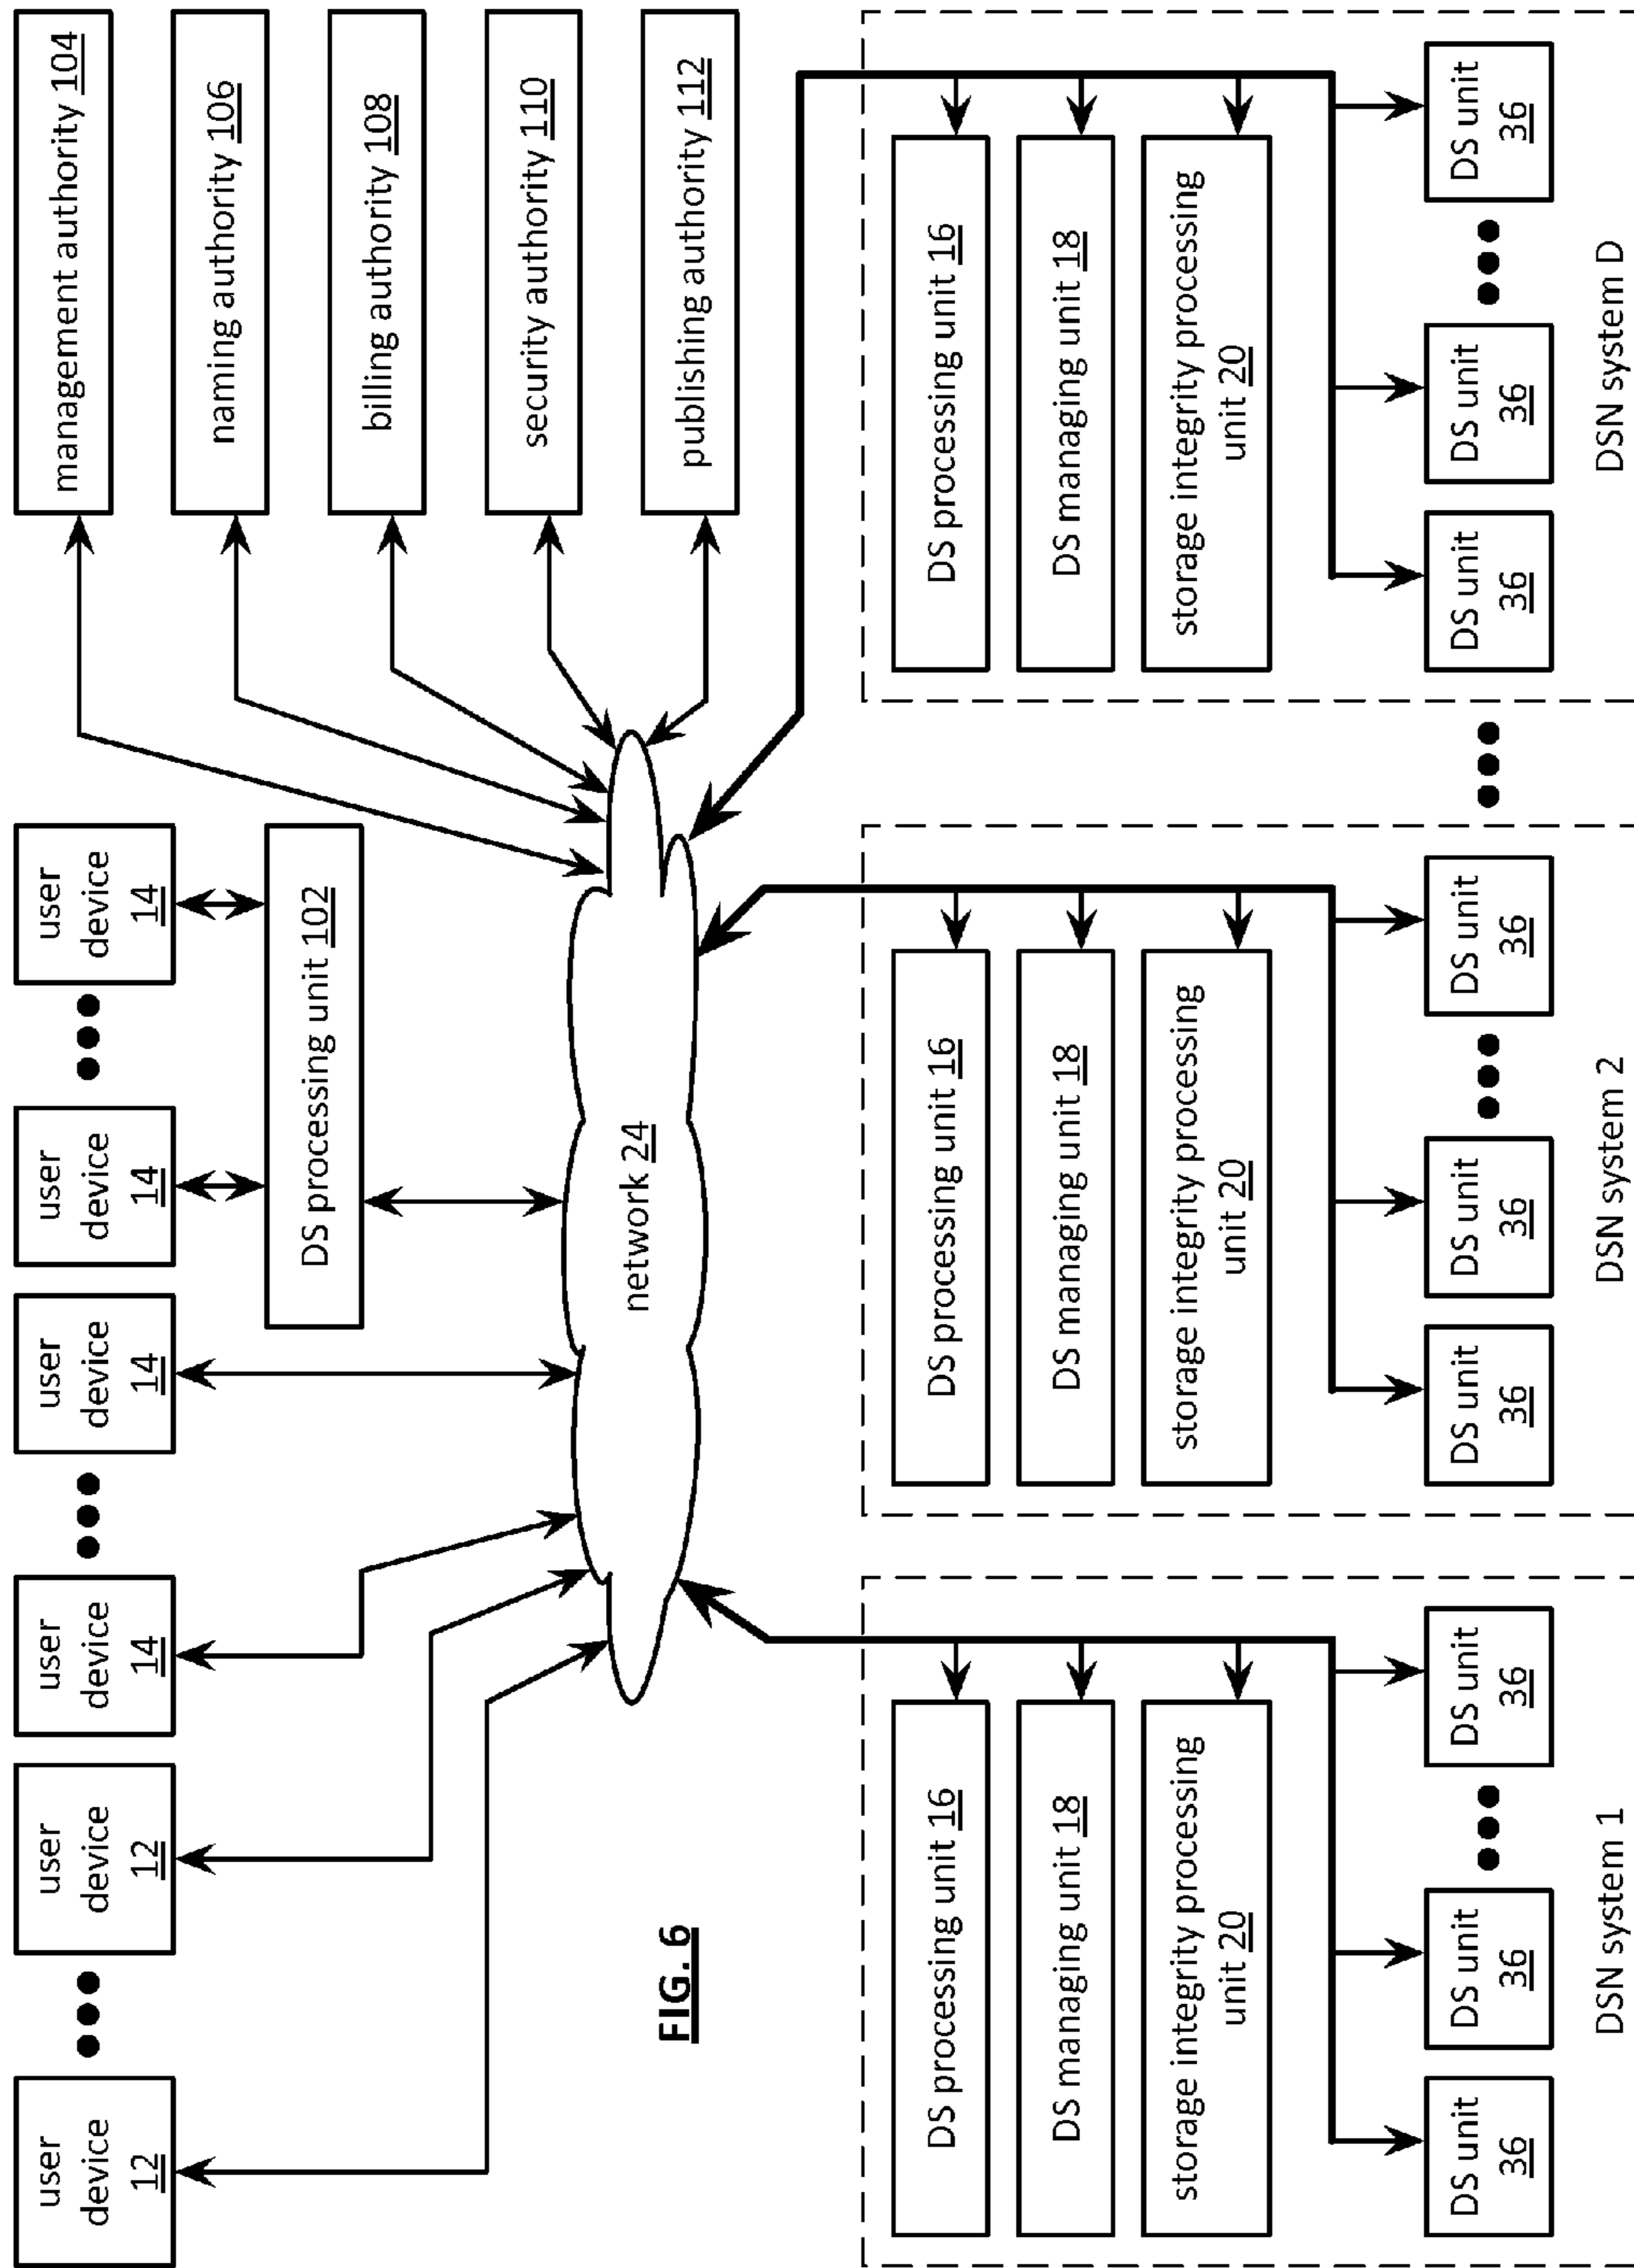 user
device
12
user
device
12
user
device
14
user
device
14
user
device
14
user
device
14
DS processing unit 102
management authority 104
naming authority 106
billing authority 108
security authority 110
publishing authority 112
network 24
FIG. 6
DS processing unit 16
DS managing unit 18
storage integrity processing
unit 20
DS unit
36
DS unit
36
DS unit
36
DSN system 1
DS processing unit 16
DS managing unit 18
storage integrity processing
unit 20
DS unit
36
DS unit
36
DS unit
36
DSN system 2
DS processing unit 16
DS managing unit 18
storage integrity processing
unit 20
DS unit
36
DS unit
36
DS unit
36
DSN system D